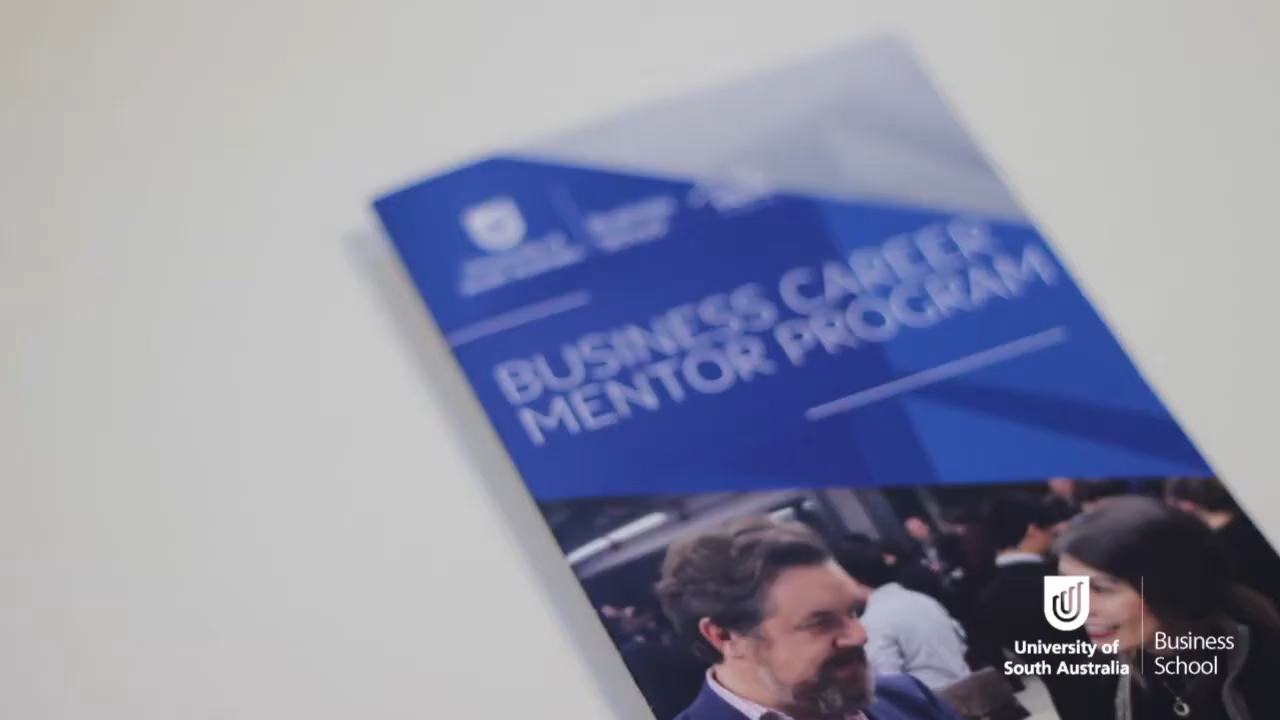 BUSINESS CAREER
MENTOR PROGRAM
University of
South Australia
Business
School